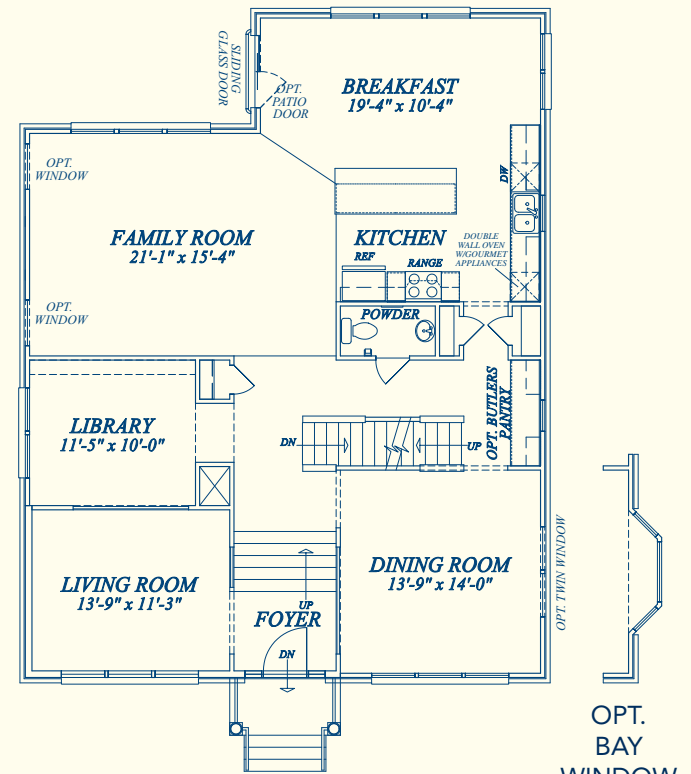 SLIDING
GLASS DOOR
OPT.
PATIO
DOOR
BREAKFAST
19'-4" x 10'-4"
OPT.
WINDOW
DW
FAMILY ROOM
21'-1" x 15'-4"
KITCHEN
DOUBLE
WALL OVEN
W/GOURMET
APPLIANCES
REF
RANGE
OPT.
WINDOW
POWDER
OPT. BUTLERS
PANTRY
LIBRARY
11'-5" x 10'-0"
DN
UP
DINING ROOM
13'-9" x 14'-0"
OPT. TWIN WINDOW
LIVING ROOM
13'-9" x 11'-3"
UP
FOYER
DN
OPT.
BAY
WINDOW